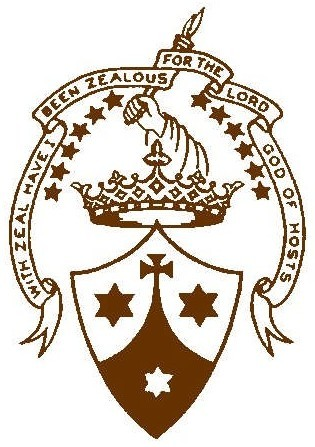 WITH ZEAL HAVE I
BEEN ZEALOUS
FOR THE
LORD
GOD OF HOSTS